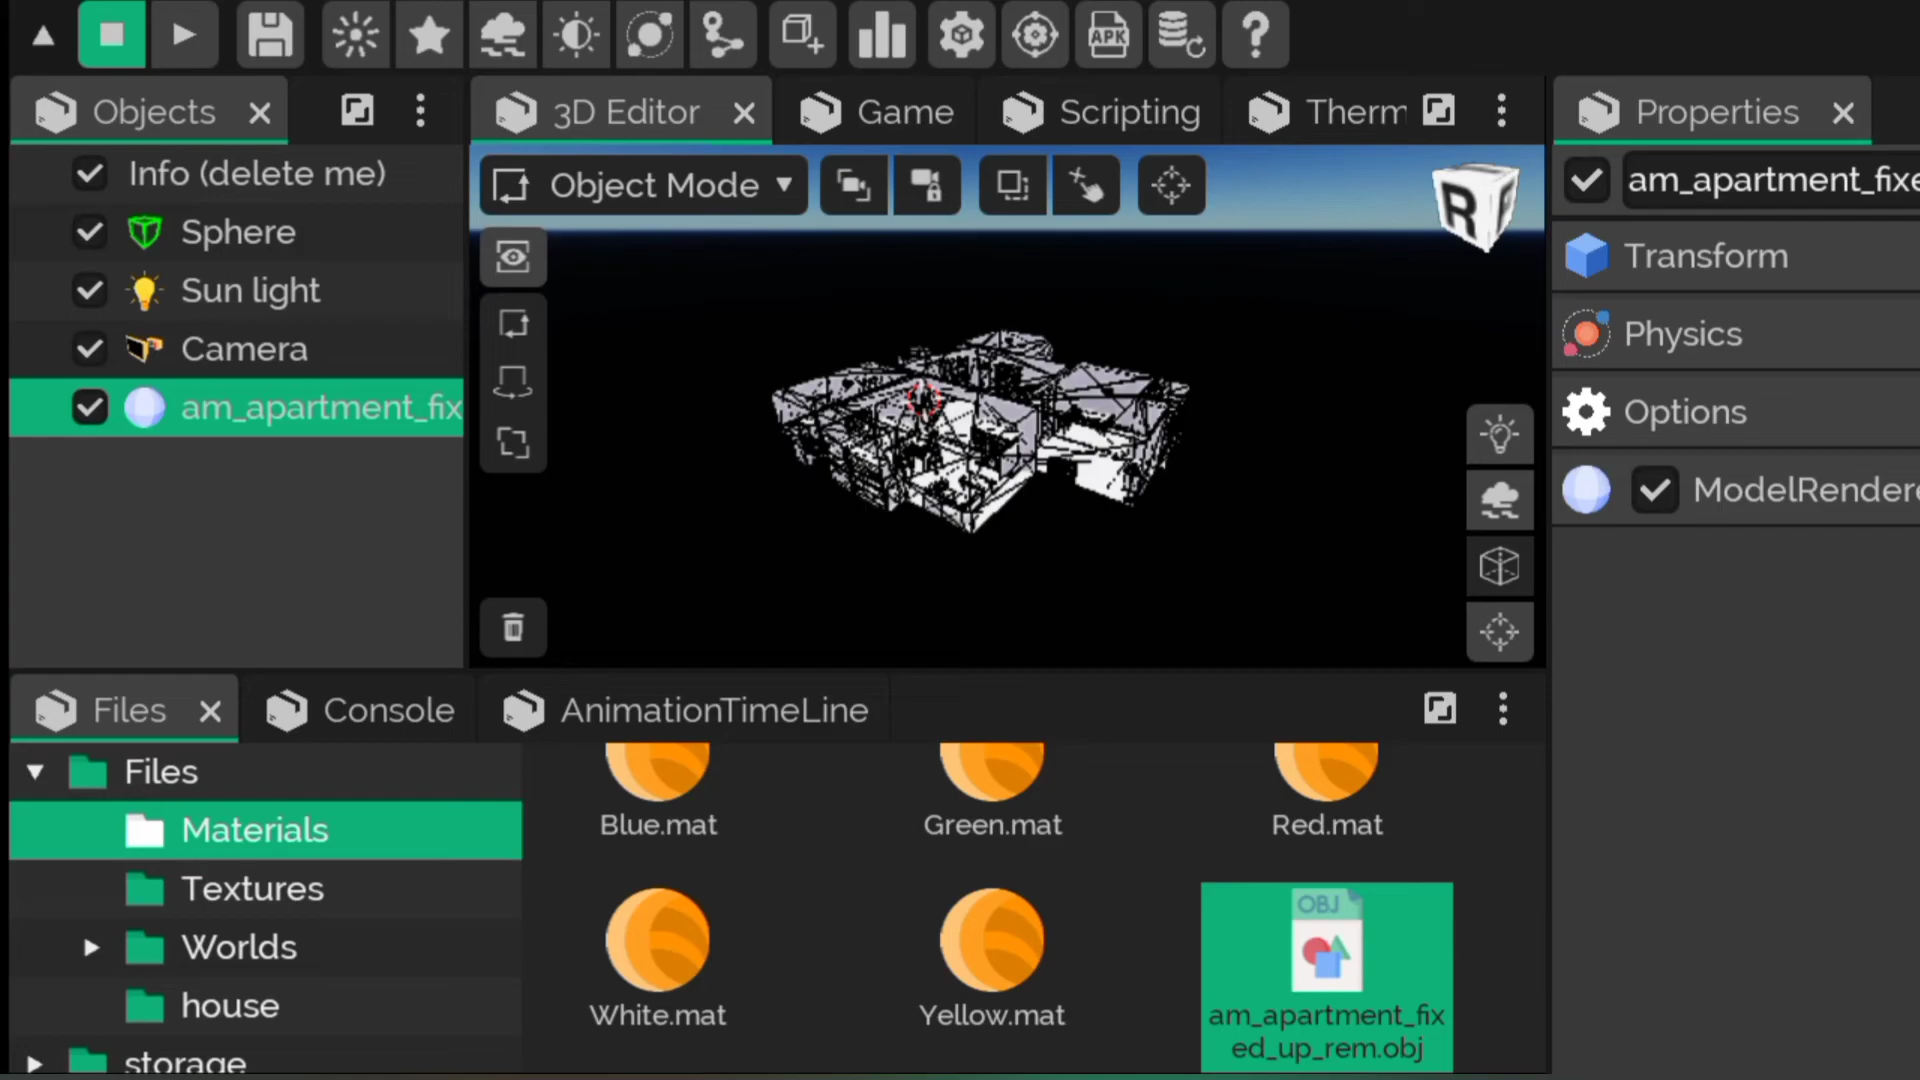 APK
Objects
3D Editor
Game
Scripting
Therm
Properties
Info (delete me)
Sphere
Sun light
Camera
am_apartment_fix
Object Mode
R
am_apartment_fixe
Transform
Physics
Options
ModelRendere
Files
Console
AnimationTimeLine
Files
Materials
Textures
Worlds
house
storage
Blue.mat
Green.mat
Red.mat
White.mat
Yellow.mat
OBJ
am_apartment_fix
ed_up_rem.obj